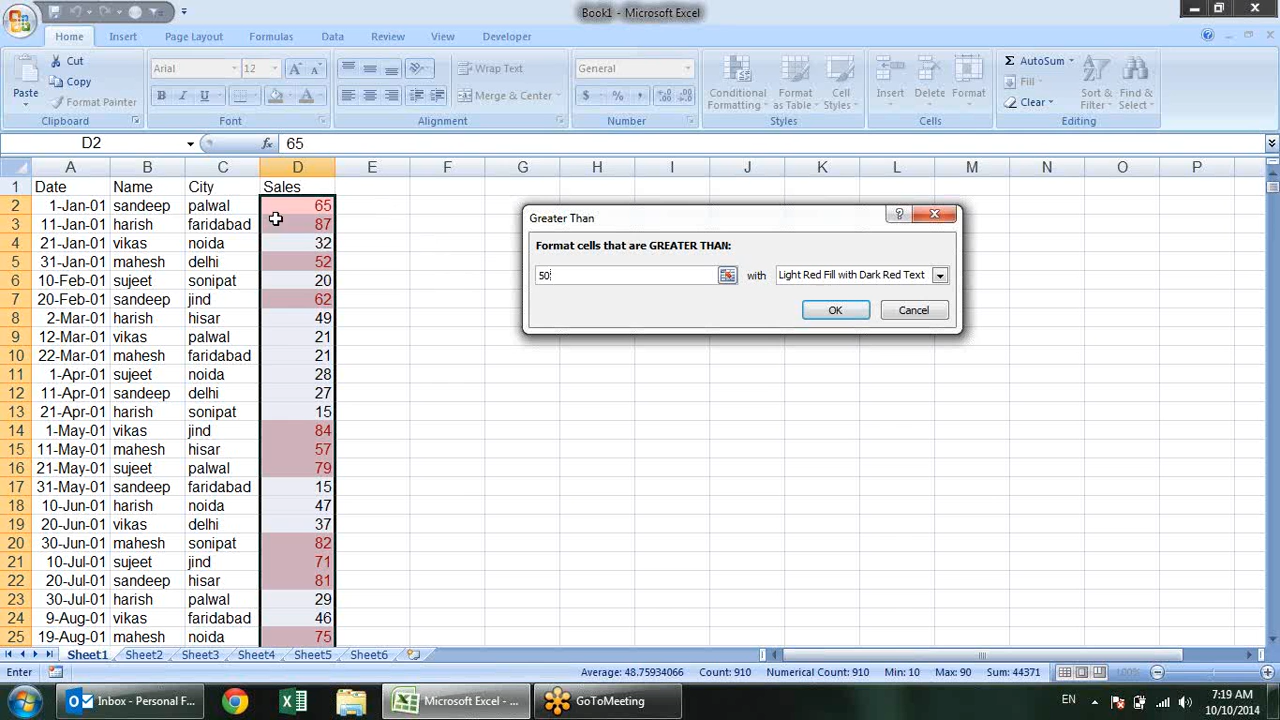 Book1 - Microsoft Excel
Home Insert Page Layout Formulas Data Review View Developer
Paste Cut Copy Format Painter
Arial 12
B I U
Wrap Text Merge & Center
General
$ % ,
Conditional Formatting Format as Table Cell Styles
Insert Delete Format
Σ AutoSum Fill Clear Sort & Filter Find & Select
Clipboard Font Alignment Number Styles Cells Editing
D2 fx 65
A B C D E F G H I J K L M N O P
1 Date Name City Sales
2 1-Jan-01 sandeep palwal 65
3 11-Jan-01 harish faridabad 87
4 21-Jan-01 vikas noida 32
5 31-Jan-01 mahesh delhi 52
6 10-Feb-01 sujeet sonipat 20
7 20-Feb-01 sandeep jind 62
8 2-Mar-01 harish hisar 49
9 12-Mar-01 vikas palwal 21
10 22-Mar-01 mahesh faridabad 21
11 1-Apr-01 sujeet noida 28
12 11-Apr-01 sandeep delhi 27
13 21-Apr-01 harish sonipat 15
14 1-May-01 vikas jind 84
15 11-May-01 mahesh hisar 57
16 21-May-01 sujeet palwal 79
17 31-May-01 sandeep faridabad 15
18 10-Jun-01 harish noida 47
19 20-Jun-01 vikas delhi 37
20 30-Jun-01 mahesh sonipat 82
21 10-Jul-01 sujeet jind 71
22 20-Jul-01 sandeep hisar 81
23 30-Jul-01 harish palwal 29
24 9-Aug-01 vikas faridabad 46
25 19-Aug-01 mahesh noida 75
Greater Than
Format cells that are GREATER THAN:
50 with Light Red Fill with Dark Red Text
OK Cancel
Sheet1 Sheet2 Sheet3 Sheet4 Sheet5 Sheet6
Enter Average: 48.75934066 Count: 910 Numerical Count: 910 Min: 10 Max: 90 Sum: 44371 100%
Inbox - Personal F... Microsoft Excel - ... GoToMeeting EN 7:19 AM
10/10/2014